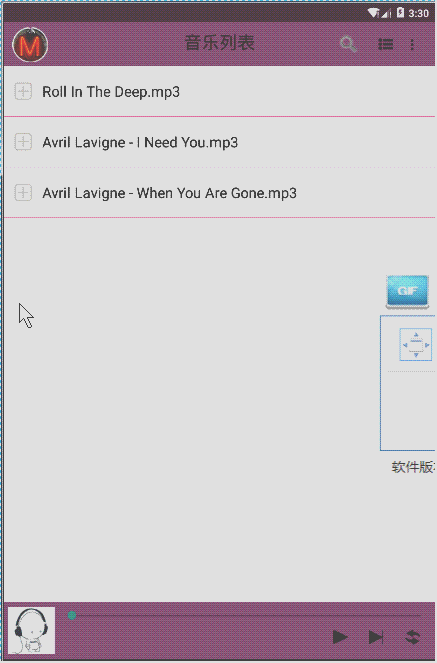 3:30
M
音乐列表
Roll In The Deep.mp3
Avril Lavigne - I Need You.mp3
Avril Lavigne - When You Are Gone.mp3
GIF
软件版